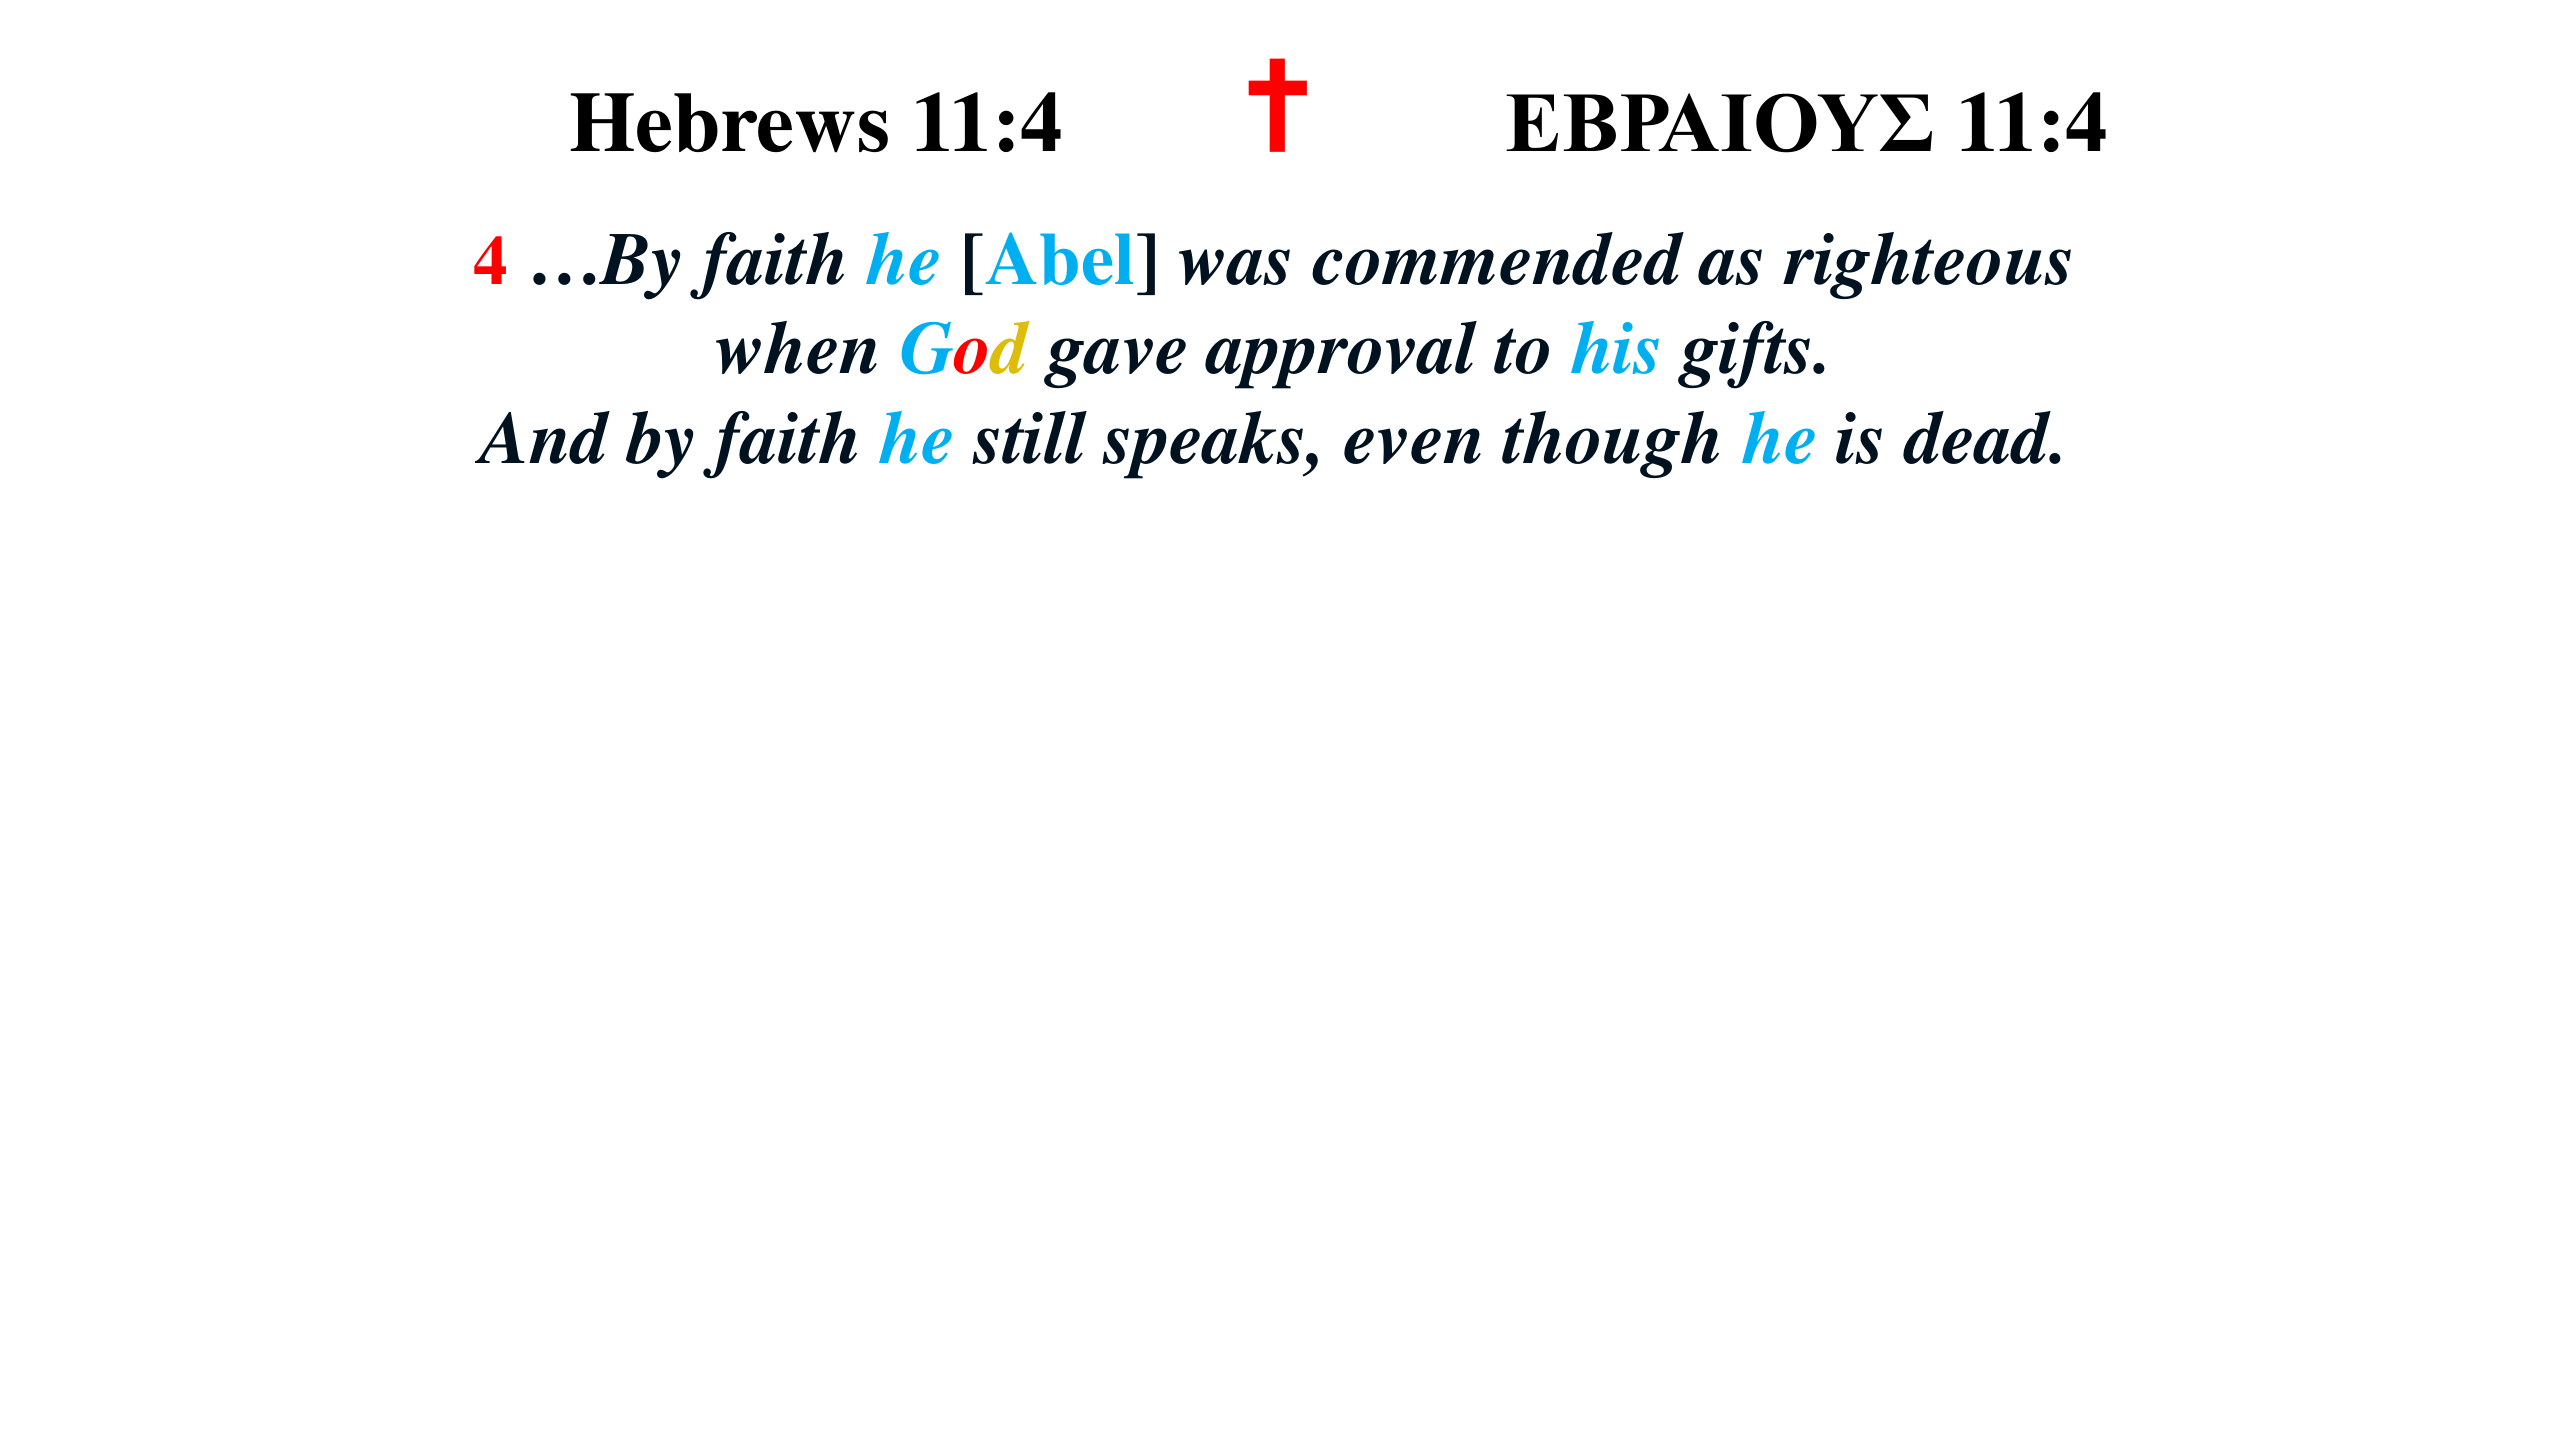 Hebrews 11:4 ✝ ΕΒΡΑΙΟΥΣ 11:4
4 …By faith he [Abel] was commended as righteous
when God gave approval to his gifts.
And by faith he still speaks, even though he is dead.